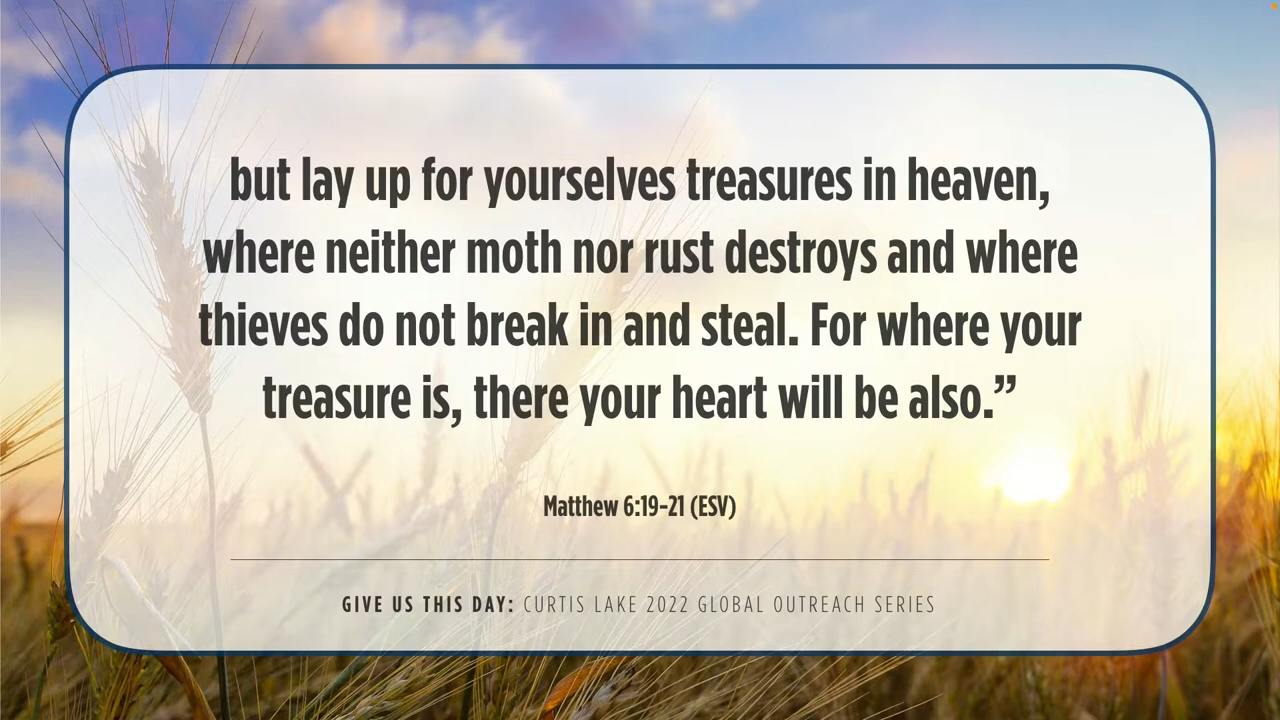 but lay up for yourselves treasures in heaven,
where neither moth nor rust destroys and where
thieves do not break in and steal. For where your
treasure is, there your heart will be also.”
Matthew 6:19-21 (ESV)
GIVE US THIS DAY: CURTIS LAKE 2022 GLOBAL OUTREACH SERIES